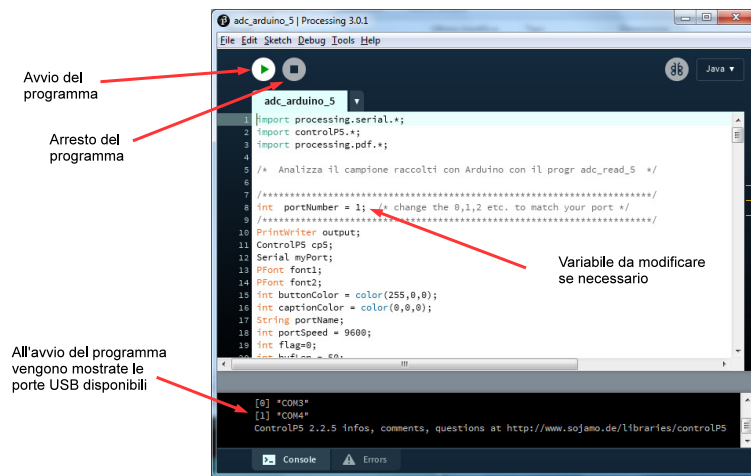 adc_arduino_5 | Processing 3.0.1
File Edit Sketch Debug Tools Help
Java ▾
Avvio del
programma
Arresto del
programma
adc_arduino_5
1 import processing.serial.*;
2 import controlP5.*;
3 import processing.pdf.*;
4
5 /*  Analizza il campione raccolti con Arduino con il progr adc_read_5  */
6
7 /*****************************************************************/
8 int  portNumber = 1;  /* change the 0,1,2 etc. to match your port */
9 /*****************************************************************/
10 PrintWriter output;
11 ControlP5 cp5;
12 Serial myPort;
13 PFont font1;
14 PFont font2;
15 int buttonColor = color(255,0,0);
16 int captionColor = color(0,0,0);
17 String portName;
18 int portSpeed = 9600;
19 int flag=0;
20 int bufLen = 50;
Variabile da modificare
se necessario
All'avvio del programma
vengono mostrate le
porte USB disponibili
[0] "COM3"
[1] "COM4"
ControlP5 2.2.5 infos, comments, questions at http://www.sojamo.de/libraries/controlP5
Console
Errors